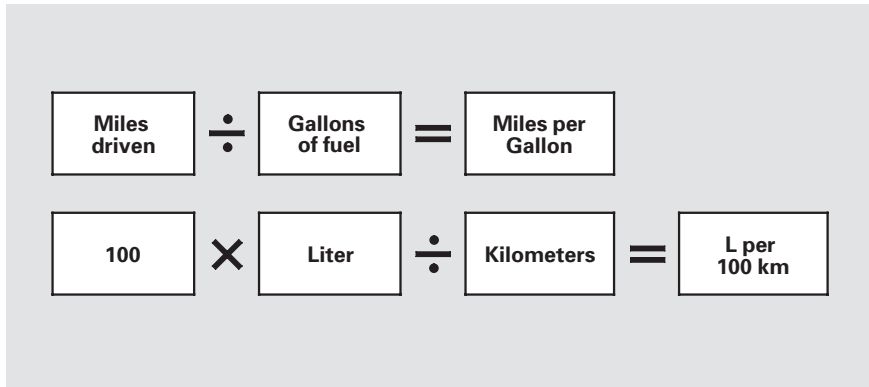 Miles
driven
÷
Gallons
of fuel
=
Miles per
Gallon
100
×
Liter
÷
Kilometers
=
L per
100 km